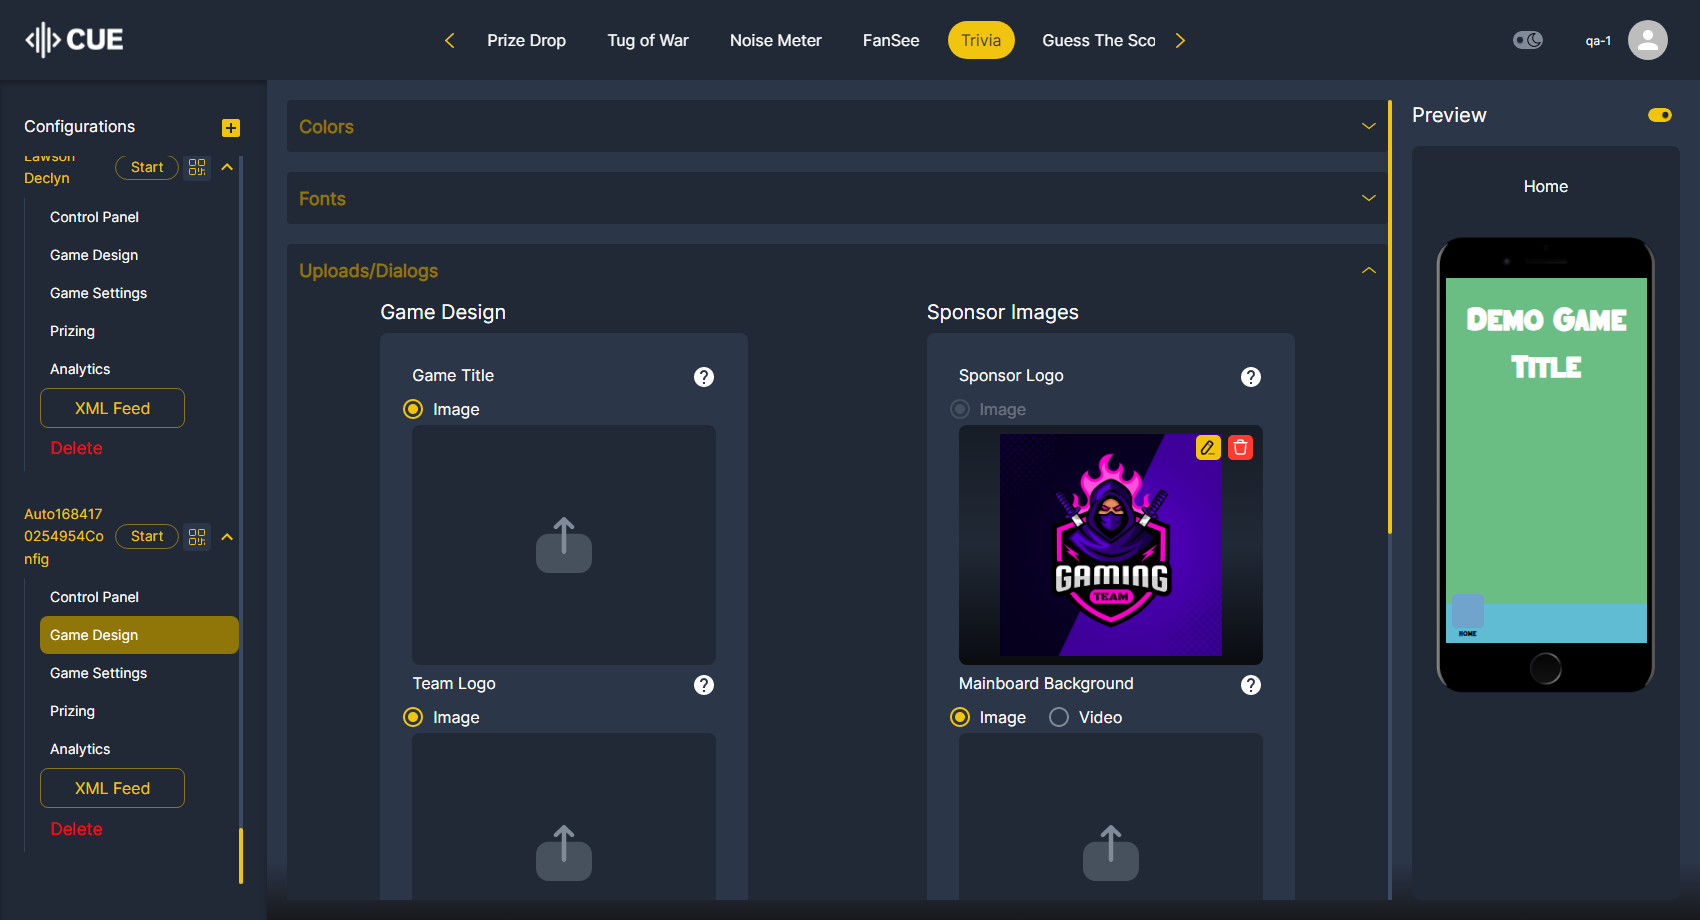 CUE
Prize Drop
Tug of War
Noise Meter
FanSee
Trivia
Guess The Sco
qa-1
Configurations
Lawson
Declyn
Start
Control Panel
Game Design
Game Settings
Prizing
Analytics
XML Feed
Delete
Auto168417
0254954Co
nfig
Start
Control Panel
Game Design
Game Settings
Prizing
Analytics
XML Feed
Delete
Colors
Fonts
Uploads/Dialogs
Game Design
Game Title
Image
Team Logo
Image
Sponsor Images
Sponsor Logo
Image
GAMING
TEAM
Mainboard Background
Image
Video
Preview
Home
DEMO GAME
TITLE
HOME